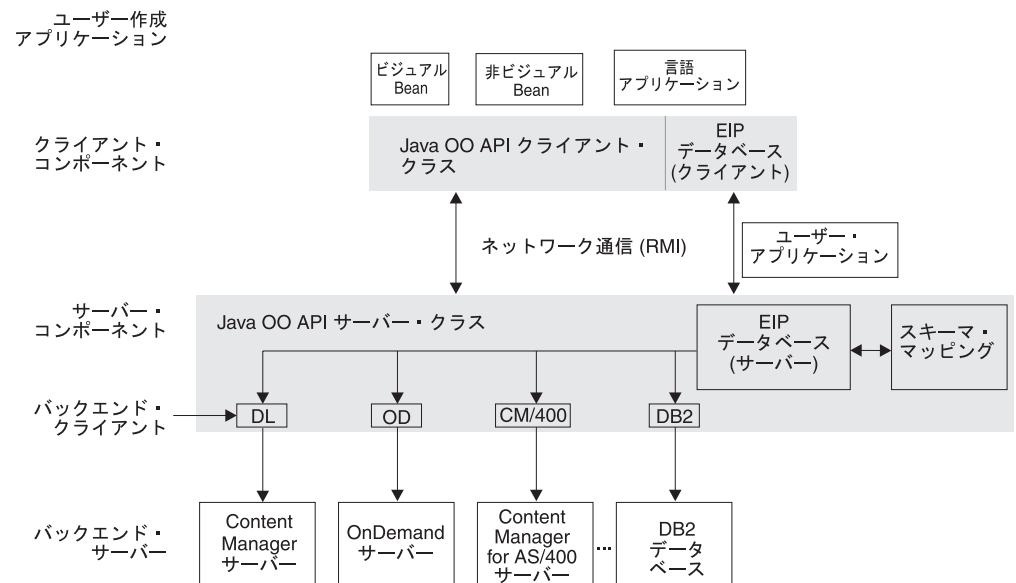 ユーザー作成
アプリケーション
ビジュアル
Bean
非ビジュアル
Bean
言語
アプリケーション
クライアント・
コンポーネント
Java OO API クライアント・
クラス
EIP
データベース
(クライアント)
ネットワーク通信 (RMI)
ユーザー・
アプリケーション
サーバー・
コンポーネント
Java OO API サーバー・クラス
EIP
データベース
(サーバー)
スキーマ・
マッピング
バックエンド・
クライアント
DL
OD
CM/400
DB2
バックエンド・
サーバー
Content
Manager
サーバー
OnDemand
サーバー
Content
Manager
for AS/400
サーバー
...
DB2
データ
ベース